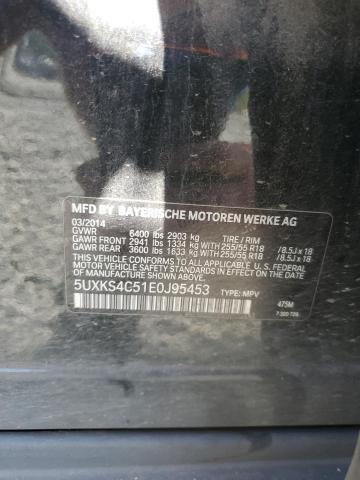 MFD BY BAYERISCHE MOTOREN WERKE AG
03/2014
GVWR 6400 lbs 2903 kg TIRE / RIM
GAWR FRONT 2941 lbs 1334 kg WITH 255/55 R18 /8.5J x 18
GAWR REAR 3600 lbs 1633 kg WITH 255/55 R18 /8.5J x 18
THIS VEHICLE CONFORMS TO ALL APPLICABLE U.S. FEDERAL
MOTOR VEHICLE SAFETY STANDARDS IN EFFECT ON THE DATE
OF MANUFACTURE SHOWN ABOVE.
5UXKS4C51E0J95453 TYPE: MPV
475M